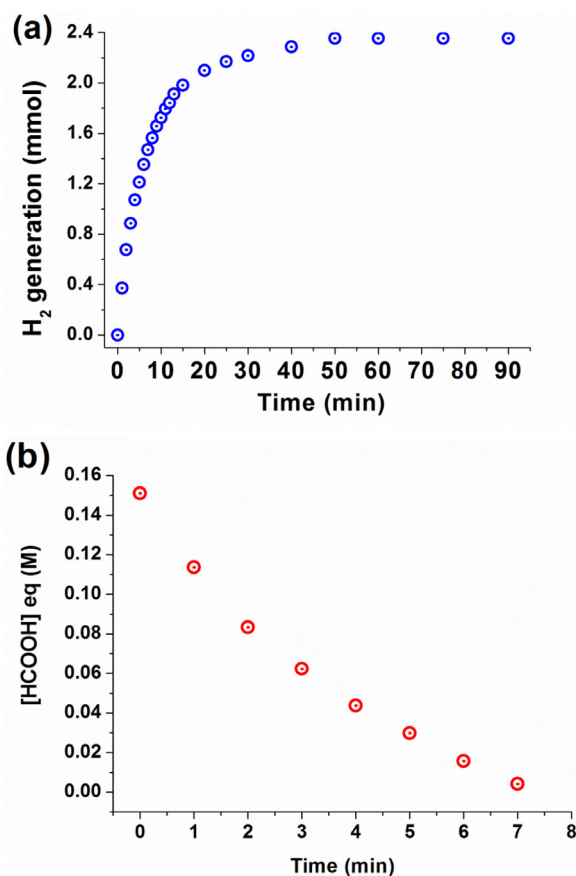 (a)
H₂ generation (mmol)
2.4
2.0
1.6
1.2
0.8
0.4
0.0
0 10 20 30 40 50 60 70 80 90
Time (min)
(b)
[HCOOH] eq (M)
0.16
0.14
0.12
0.10
0.08
0.06
0.04
0.02
0.00
0 1 2 3 4 5 6 7 8
Time (min)